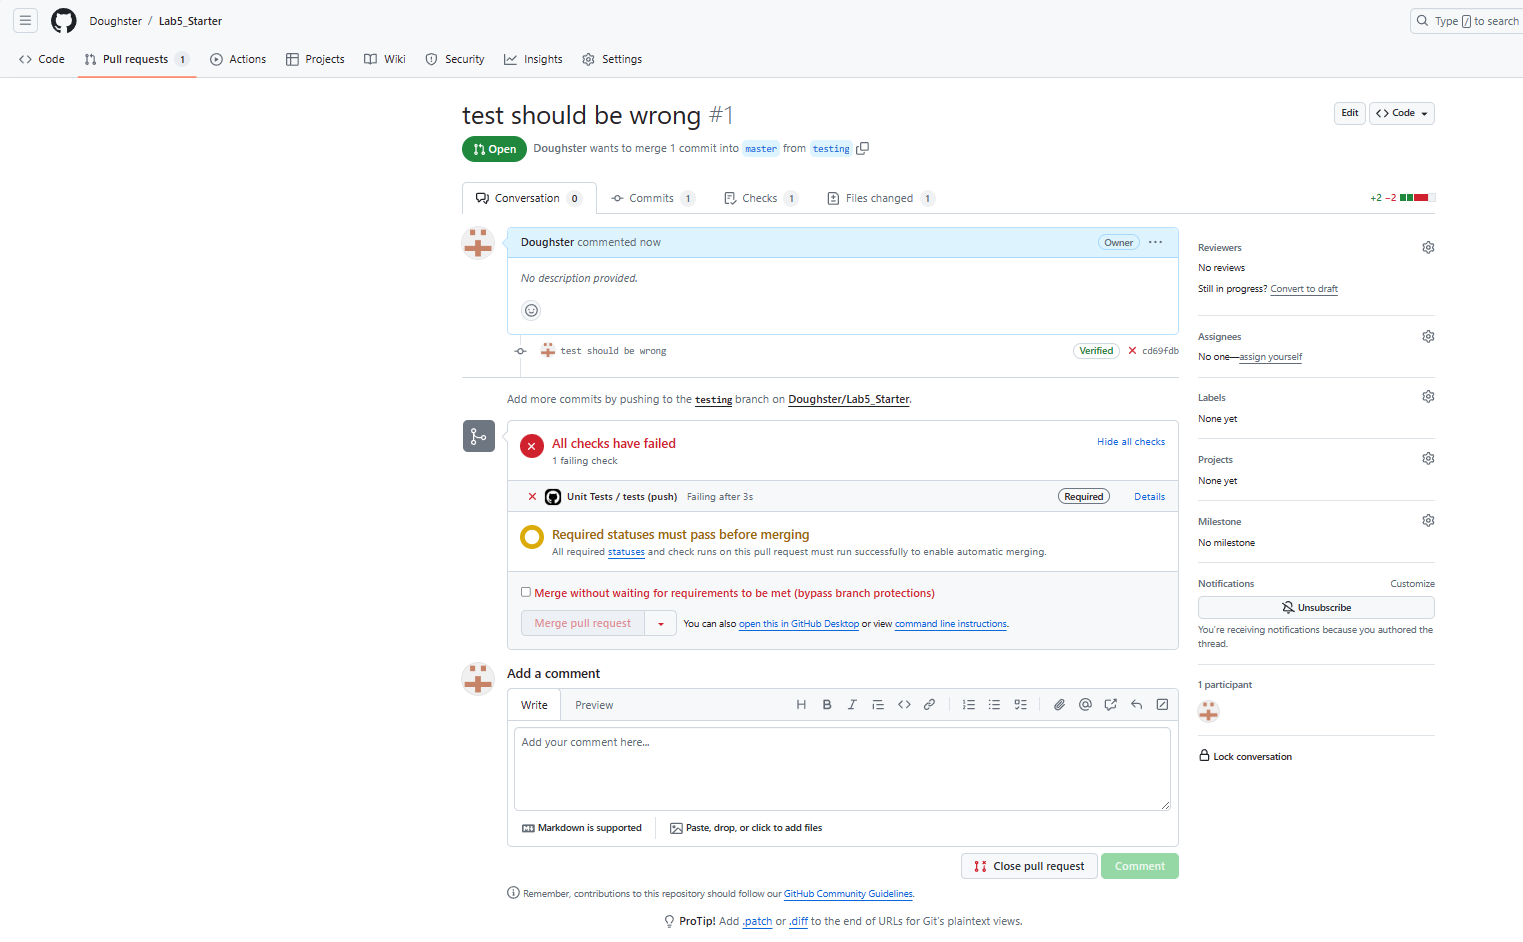 Doughster / Lab5_Starter
Type / to search
Code
Pull requests 1
Actions
Projects
Wiki
Security
Insights
Settings
test should be wrong #1
Edit
Code
Open
Doughster wants to merge 1 commit into master from testing
Conversation 0
Commits 1
Checks 1
Files changed 1
+2 −2
Doughster commented now
Owner
No description provided.
test should be wrong
Verified
cd69fdb
Add more commits by pushing to the testing branch on Doughster/Lab5_Starter.
All checks have failed
1 failing check
Hide all checks
Unit Tests / tests (push) Failing after 3s
Required
Details
Required statuses must pass before merging
All required statuses and check runs on this pull request must run successfully to enable automatic merging.
Merge without waiting for requirements to be met (bypass branch protections)
Merge pull request
You can also open this in GitHub Desktop or view command line instructions.
Add a comment
Write
Preview
Add your comment here...
Markdown is supported
Paste, drop, or click to add files
Close pull request
Comment
Remember, contributions to this repository should follow our GitHub Community Guidelines.
ProTip! Add .patch or .diff to the end of URLs for Git's plaintext views.
Reviewers
No reviews
Still in progress? Convert to draft
Assignees
No one—assign yourself
Labels
None yet
Projects
None yet
Milestone
No milestone
Notifications
Customize
Unsubscribe
You're receiving notifications because you authored the
thread.
1 participant
Lock conversation